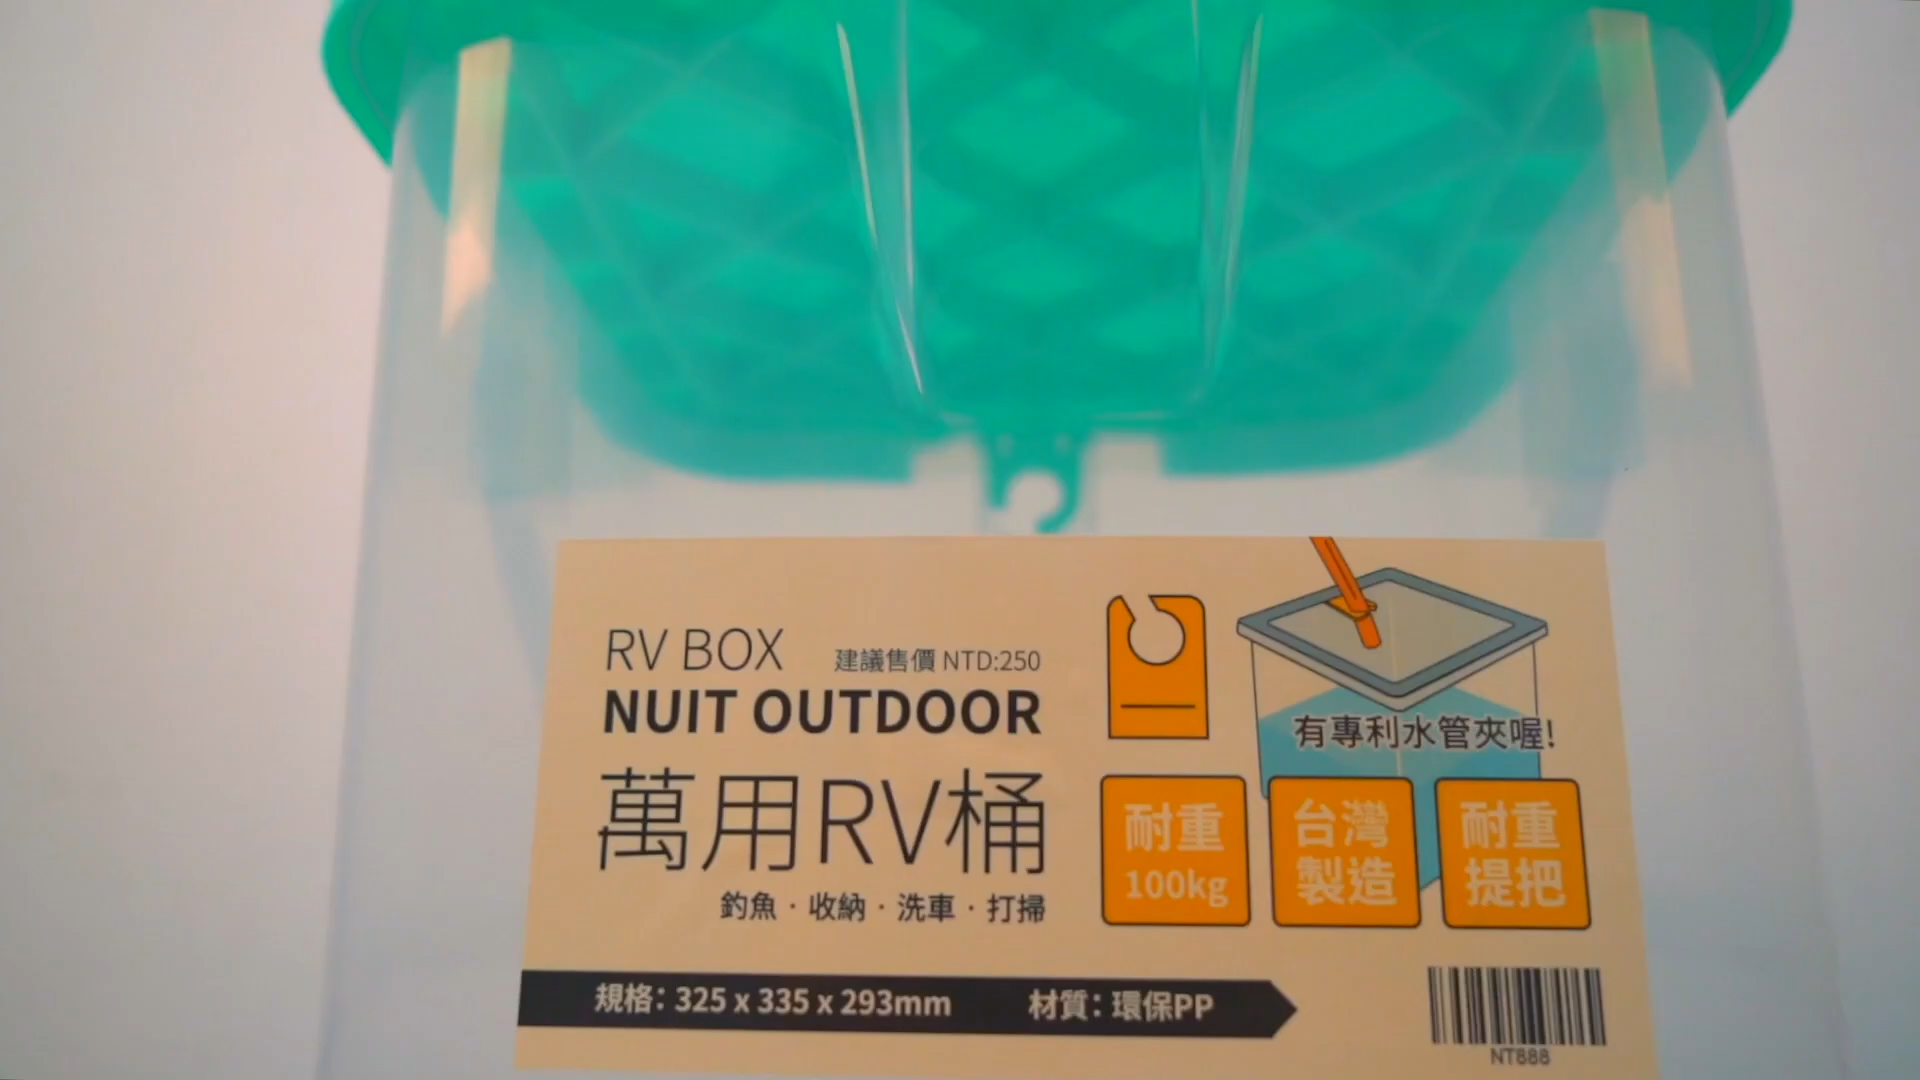 RV BOX 建議售價 NTD:250
NUIT OUTDOOR
萬用RV桶
釣魚·收納·洗車·打掃
有專利水管夾喔!
耐重
100kg
台灣
製造
耐重
提把
規格: 325 x 335 x 293mm 材質: 環保PP
NT888